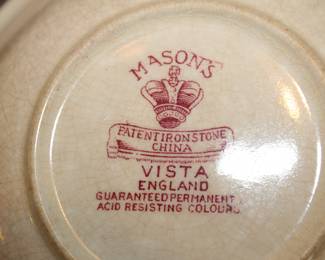 MASON'S
PATENT IRONSTONE
CHINA
VISTA
ENGLAND
GUARANTEED PERMANENT
ACID RESISTING COLOURS